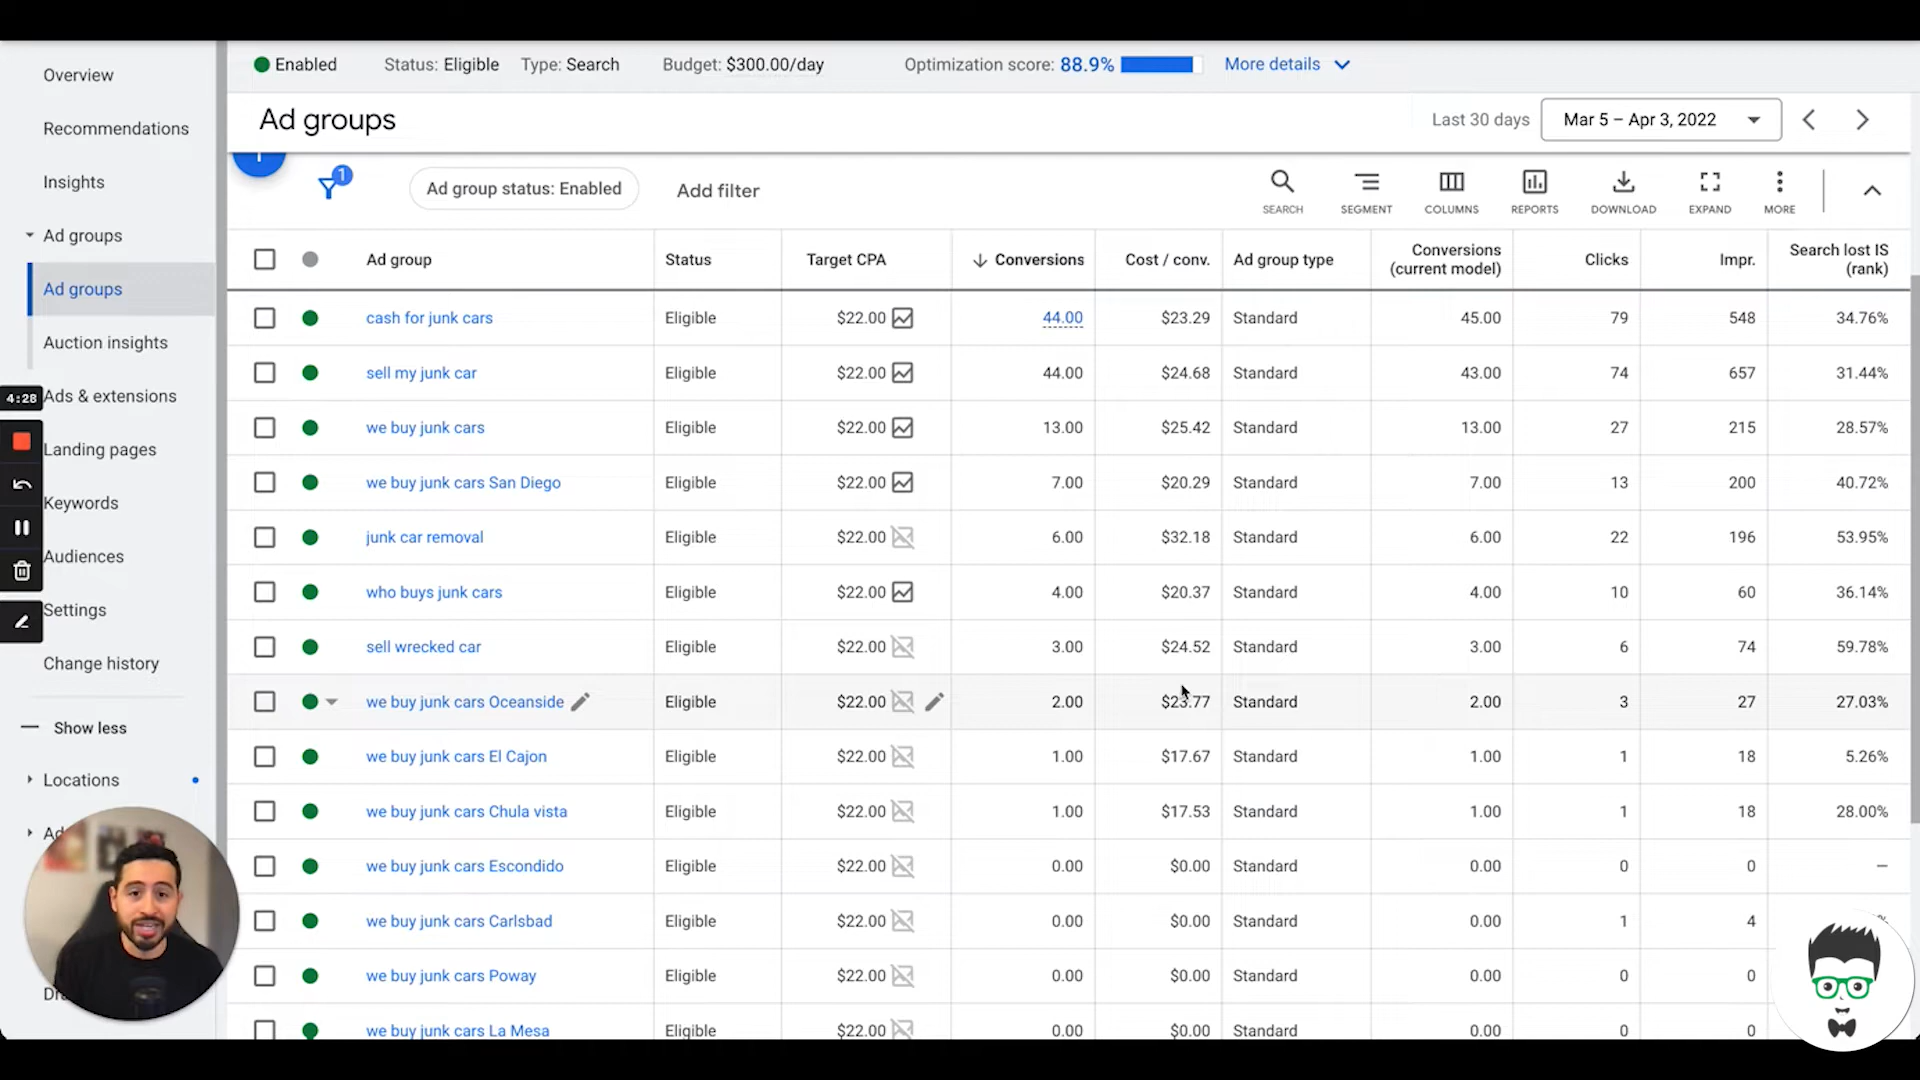 Overview
Recommendations
Insights
Ad groups
Ad groups
Auction insights
Ads & extensions
Landing pages
Keywords
Audiences
Settings
Change history
Show less
Locations
4:28
Enabled Status: Eligible Type: Search Budget: $300.00/day Optimization score: 88.9% More details
Ad groups Last 30 days Mar 5 – Apr 3, 2022
1 Ad group status: Enabled Add filter SEARCH SEGMENT COLUMNS REPORTS DOWNLOAD EXPAND MORE
Ad group Status Target CPA Conversions Cost / conv. Ad group type Conversions (current model) Clicks Impr. Search lost IS (rank)
cash for junk cars Eligible $22.00 44.00 $23.29 Standard 45.00 79 548 34.76%
sell my junk car Eligible $22.00 44.00 $24.68 Standard 43.00 74 657 31.44%
we buy junk cars Eligible $22.00 13.00 $25.42 Standard 13.00 27 215 28.57%
we buy junk cars San Diego Eligible $22.00 7.00 $20.29 Standard 7.00 13 200 40.72%
junk car removal Eligible $22.00 6.00 $32.18 Standard 6.00 22 196 53.95%
who buys junk cars Eligible $22.00 4.00 $20.37 Standard 4.00 10 60 36.14%
sell wrecked car Eligible $22.00 3.00 $24.52 Standard 3.00 6 74 59.78%
we buy junk cars Oceanside Eligible $22.00 2.00 $23.77 Standard 2.00 3 27 27.03%
we buy junk cars El Cajon Eligible $22.00 1.00 $17.67 Standard 1.00 1 18 5.26%
we buy junk cars Chula vista Eligible $22.00 1.00 $17.53 Standard 1.00 1 18 28.00%
we buy junk cars Escondido Eligible $22.00 0.00 $0.00 Standard 0.00 0 0 –
we buy junk cars Carlsbad Eligible $22.00 0.00 $0.00 Standard 0.00 1 4
we buy junk cars Poway Eligible $22.00 0.00 $0.00 Standard 0.00 0 0
we buy junk cars La Mesa Eligible $22.00 0.00 $0.00 Standard 0.00 0 0